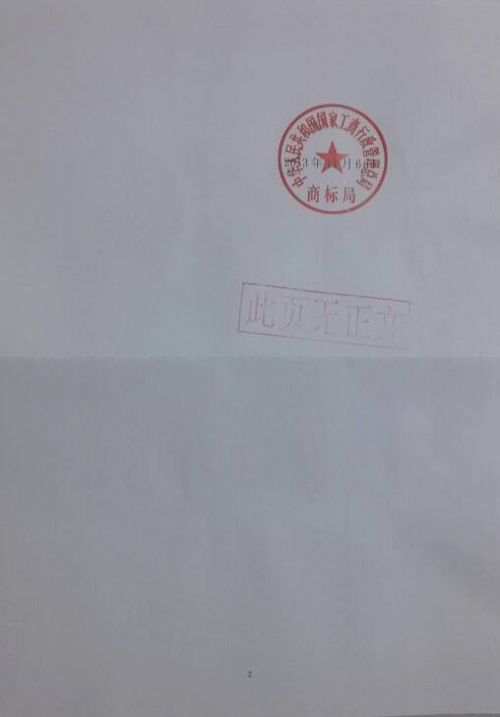 中华人民共和国国家工商行政管理总局
商标局
此页无正文
2